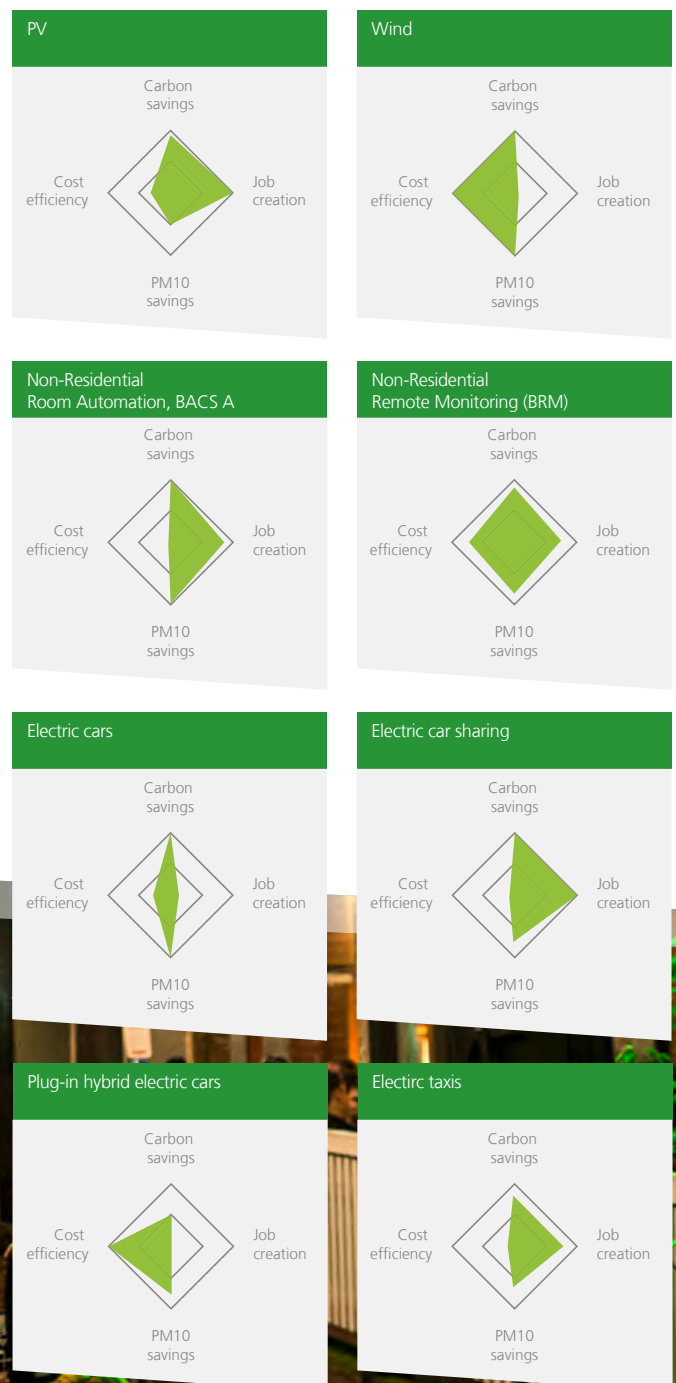 PV
Carbon
savings
Cost
efficiency
Job
creation
PM10
savings
Wind
Carbon
savings
Cost
efficiency
Job
creation
PM10
savings
Non-Residential
Room Automation, BACS A
Carbon
savings
Cost
efficiency
Job
creation
PM10
savings
Non-Residential
Remote Monitoring (BRM)
Carbon
savings
Cost
efficiency
Job
creation
PM10
savings
Electric cars
Carbon
savings
Cost
efficiency
Job
creation
PM10
savings
Electric car sharing
Carbon
savings
Cost
efficiency
Job
creation
PM10
savings
Plug-in hybrid electric cars
Carbon
savings
Cost
efficiency
Job
creation
PM10
savings
Electirc taxis
Carbon
savings
Cost
efficiency
Job
creation
PM10
savings